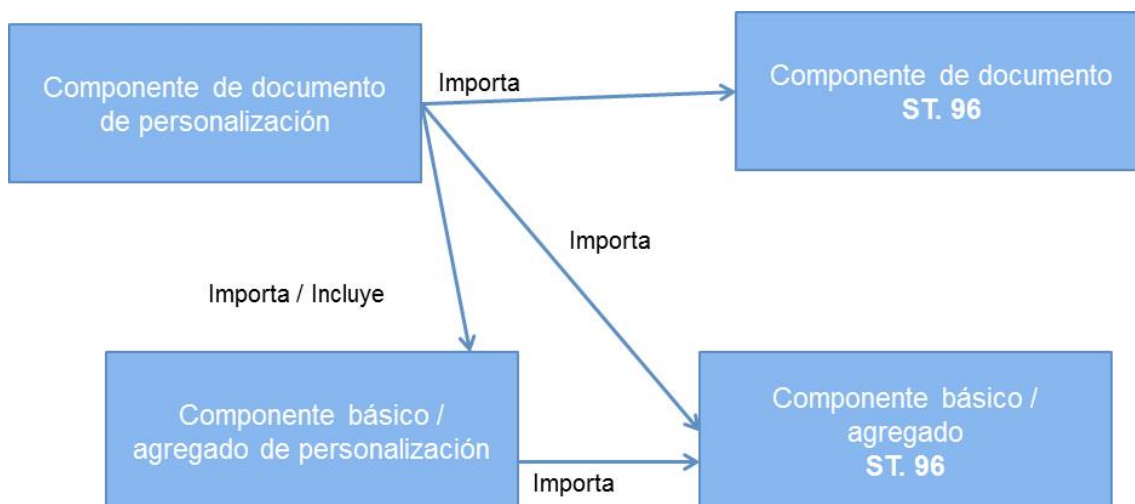 Componente de documento
de personalización
Importa
Componente de documento
ST. 96
Importa
Importa / Incluye
Componente básico /
agregado de personalización
Importa
Componente básico /
agregado
ST. 96